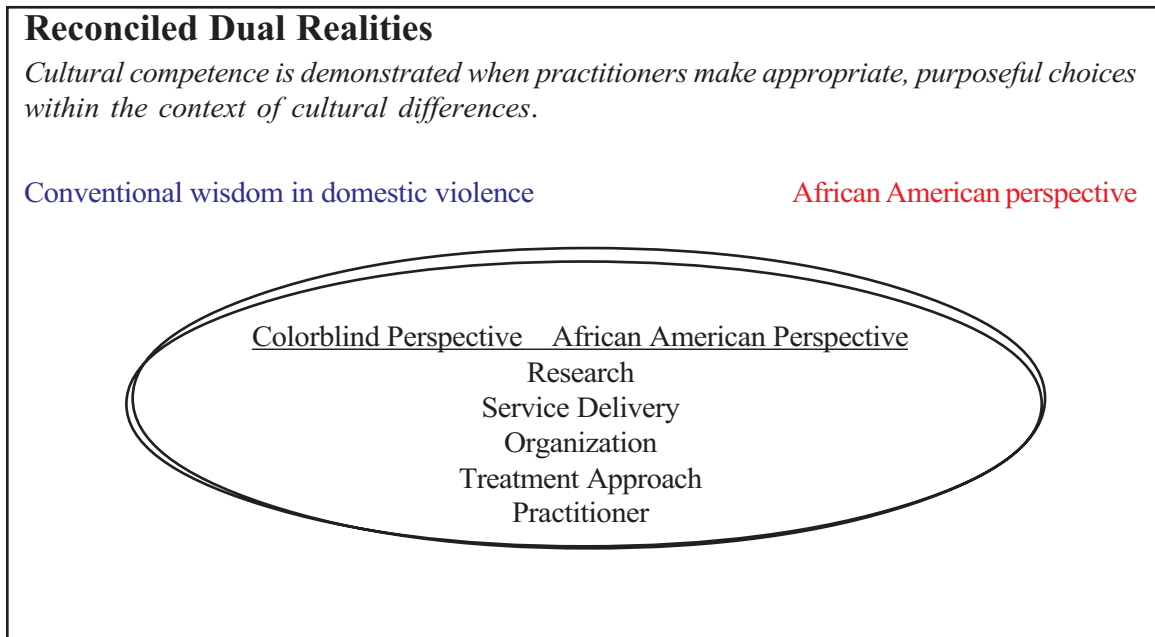 Reconciled Dual Realities
Cultural competence is demonstrated when practitioners make appropriate, purposeful choices
within the context of cultural differences.
Conventional wisdom in domestic violence African American perspective
Colorblind Perspective African American Perspective
Research
Service Delivery
Organization
Treatment Approach
Practitioner